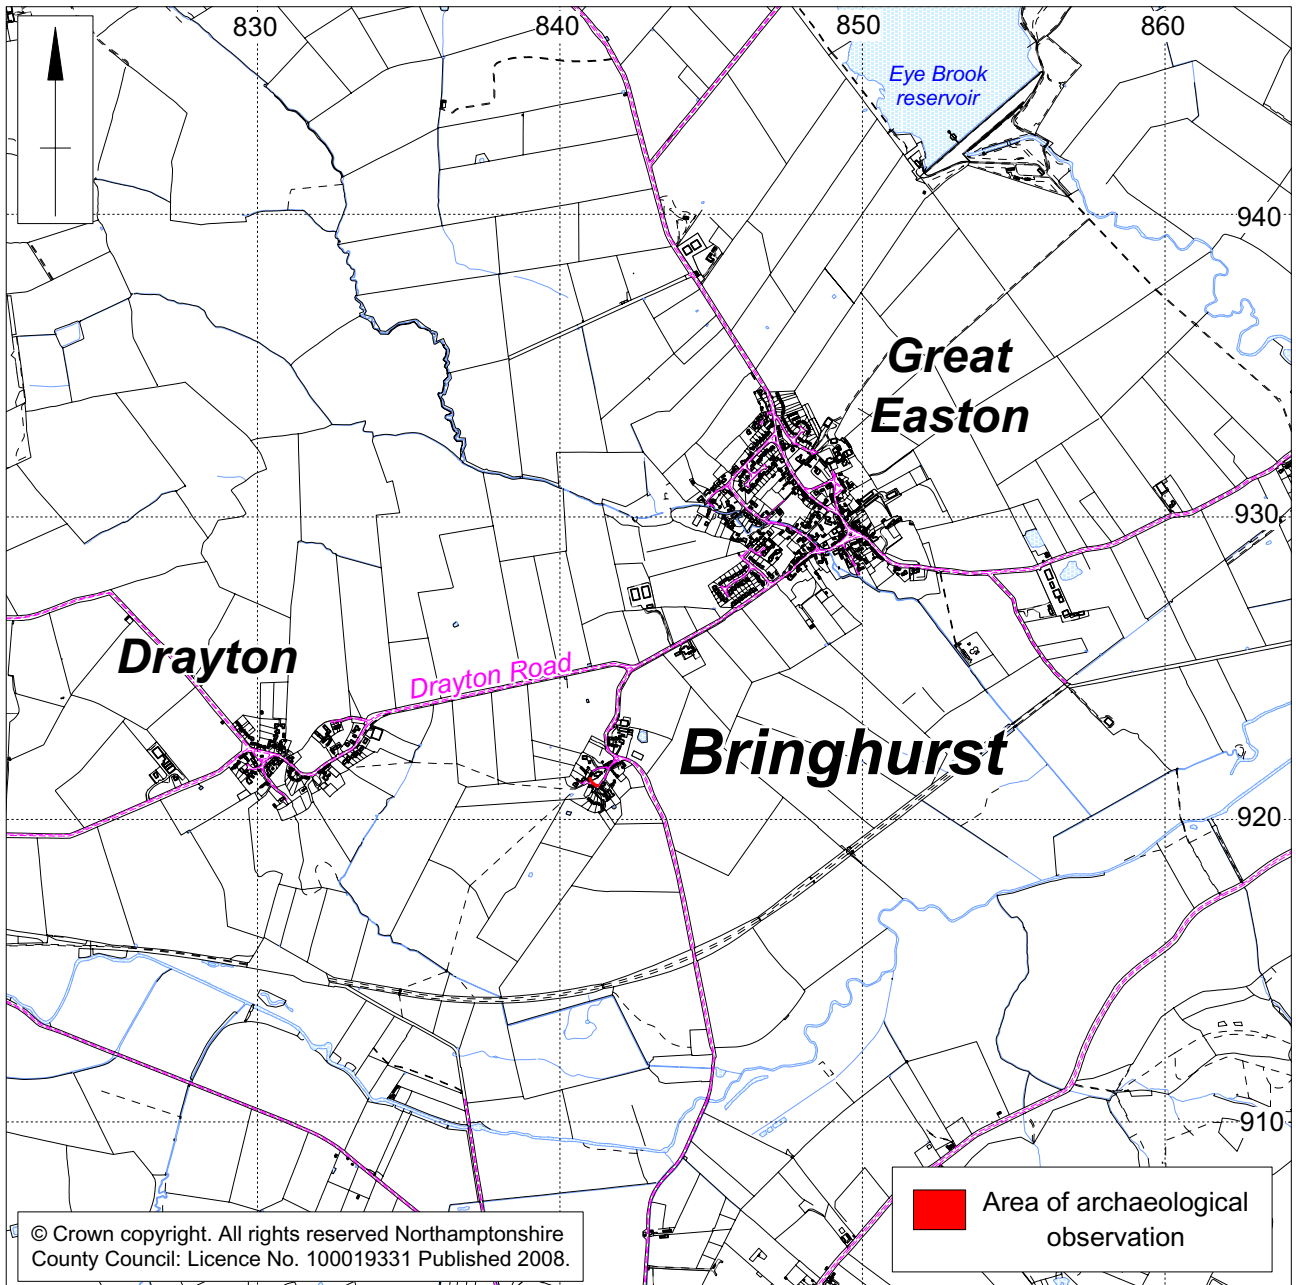 830
840
850
860
Eye Brook
reservoir
940
Great
Easton
930
Drayton
Drayton Road
Bringhurst
920
910
Area of archaeological
observation
© Crown copyright. All rights reserved Northamptonshire
County Council: Licence No. 100019331 Published 2008.